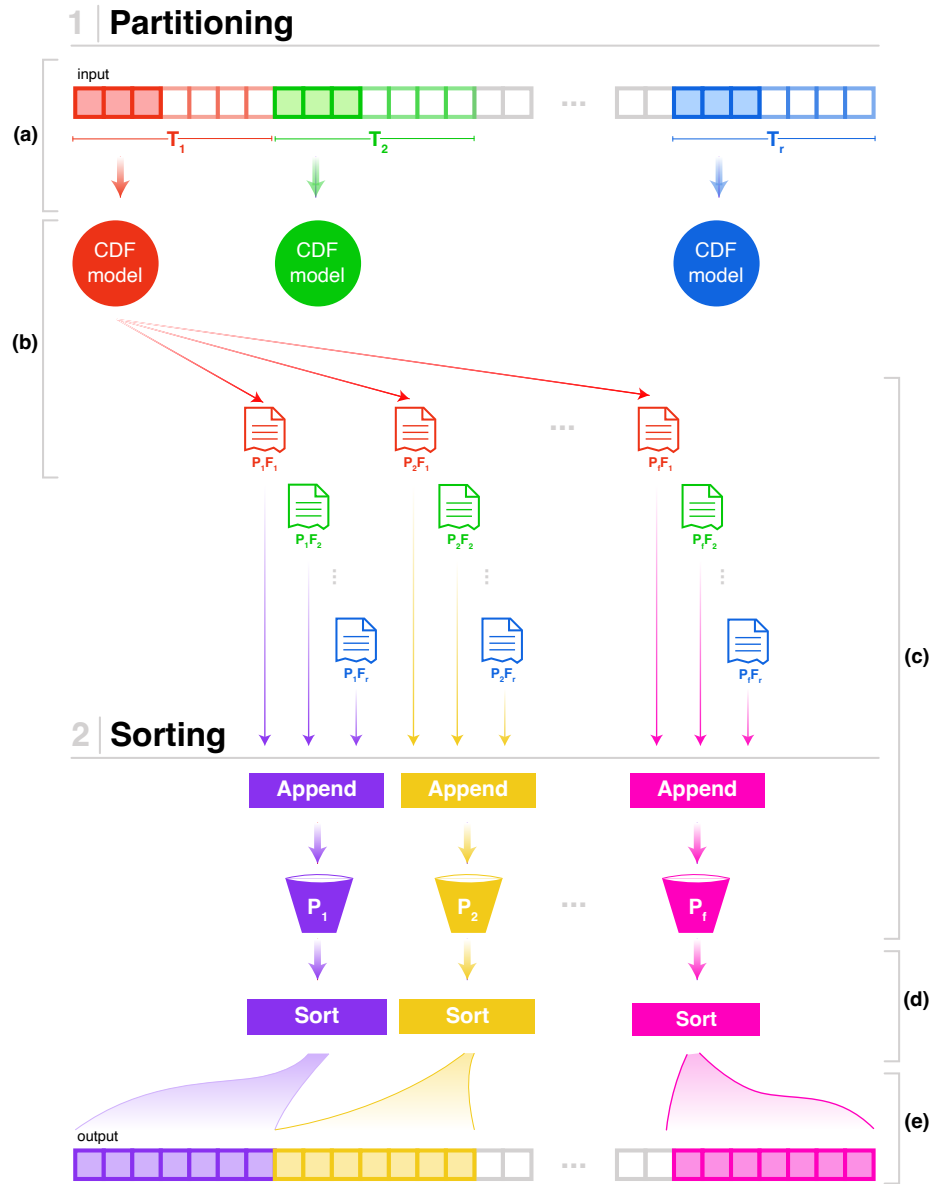 1 Partitioning
input
(a)
T1 T2 ... Tr
CDF model CDF model CDF model
(b)
P1F1 P2F1 ... PfF1
P1F2 P2F2 PfF2
... ...
(c)
P1Fr P2Fr PfFr
2 Sorting
Append Append Append
P1 P2 ... Pf
(d)
Sort Sort Sort
(e)
output
...